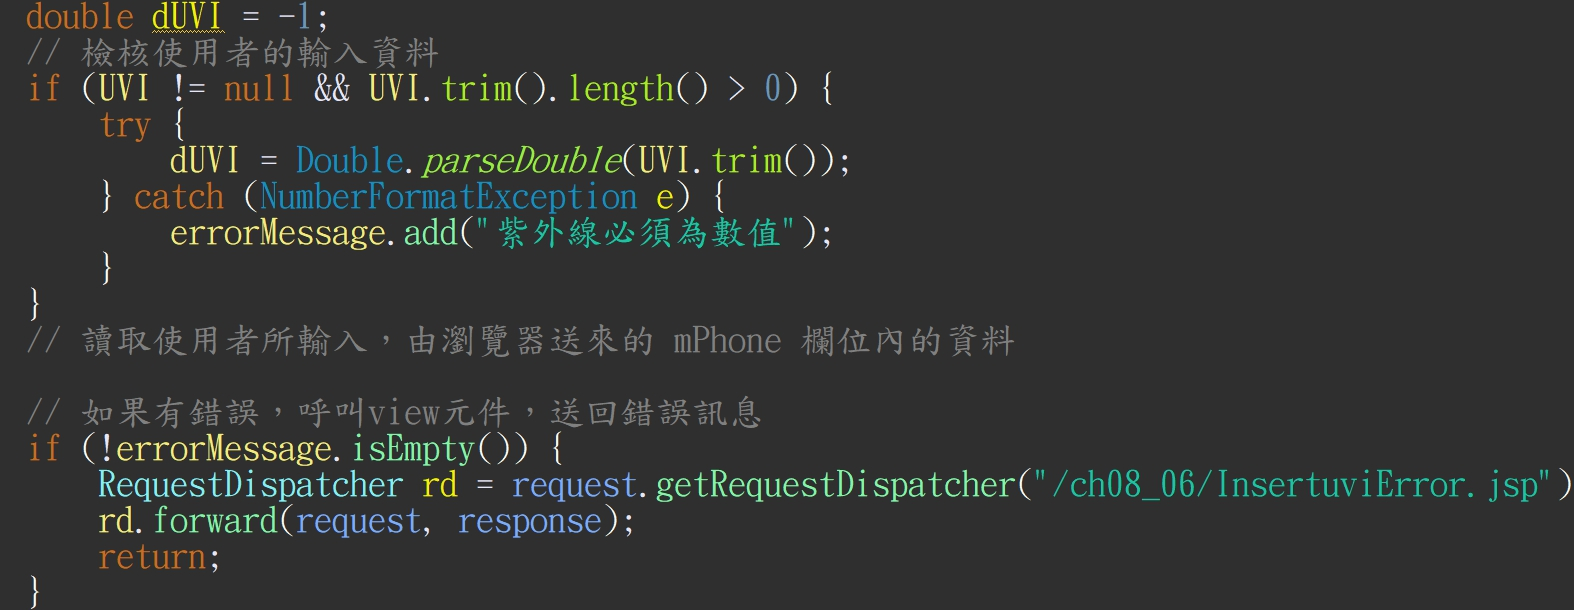 double dUVI = -1;
// 檢核使用者的輸入資料
if (UVI != null && UVI.trim().length() > 0) {
    try {
        dUVI = Double.parseDouble(UVI.trim());
    } catch (NumberFormatException e) {
        errorMessage.add("紫外線必須為數值");
    }
}
// 讀取使用者所輸入，由瀏覽器送來的 mPhone 欄位內的資料
// 如果有錯誤，呼叫view元件，送回錯誤訊息
if (!errorMessage.isEmpty()) {
    RequestDispatcher rd = request.getRequestDispatcher("/ch08_06/InsertuviError.jsp")
    rd.forward(request, response);
    return;
}